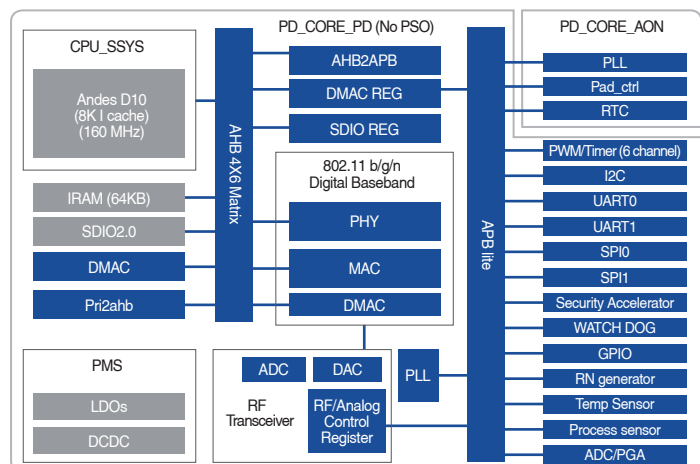 CPU_SSYS
Andes D10
(8K I cache)
(160 MHz)
IRAM (64KB)
SDIO2.0
DMAC
Pri2ahb
PMS
LDOs
DCDC
AHB 4X6 Matrix
PD_CORE_PD (No PSO)
AHB2APB
DMAC REG
SDIO REG
802.11 b/g/n
Digital Baseband
PHY
MAC
DMAC
ADC
DAC
RF
Transceiver
RF/Analog
Control
Register
PLL
APB lite
PD_CORE_AON
PLL
Pad_ctrl
RTC
PWM/Timer (6 channel)
I2C
UART0
UART1
SPI0
SPI1
Security Accelerator
WATCH DOG
GPIO
RN generator
Temp Sensor
Process sensor
ADC/PGA